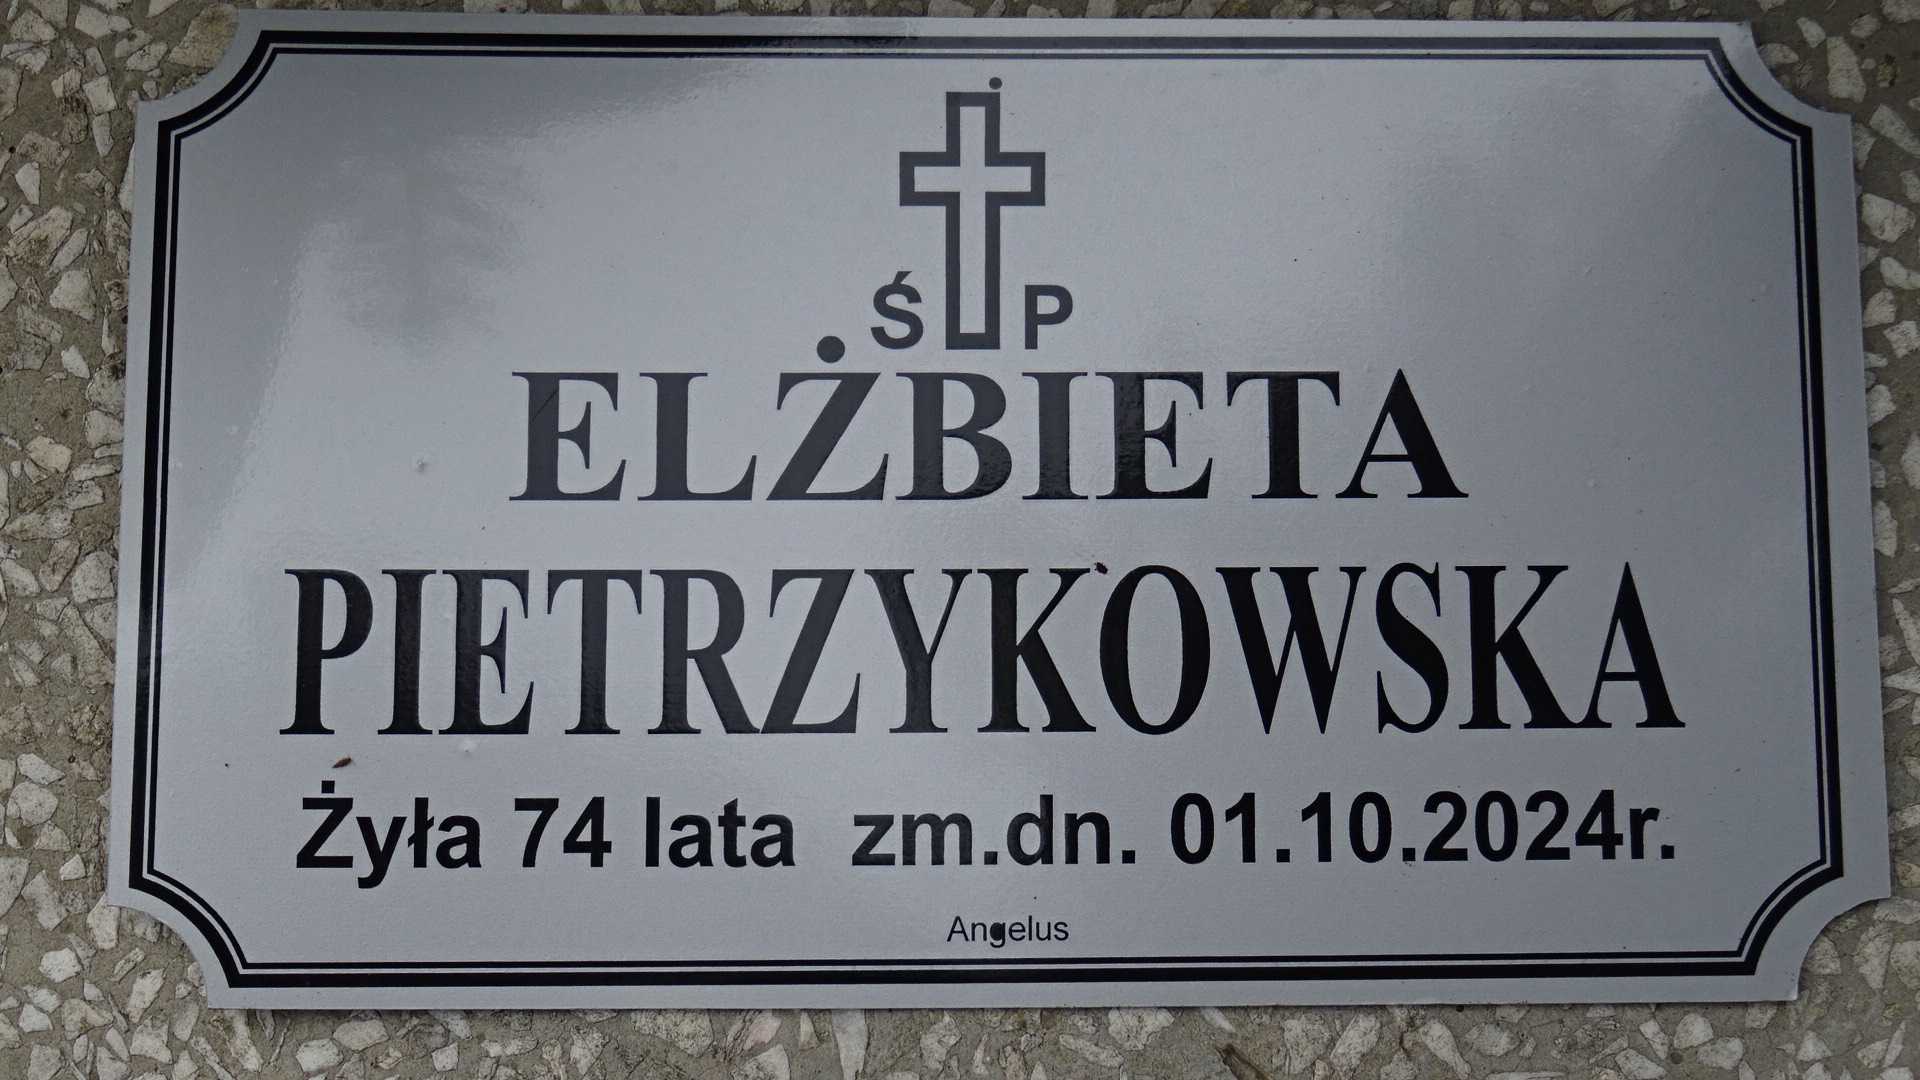 Ś P
ELŻBIETA
PIETRZYKOWSKA
Żyła 74 lata zm.dn. 01.10.2024r.
Angelus